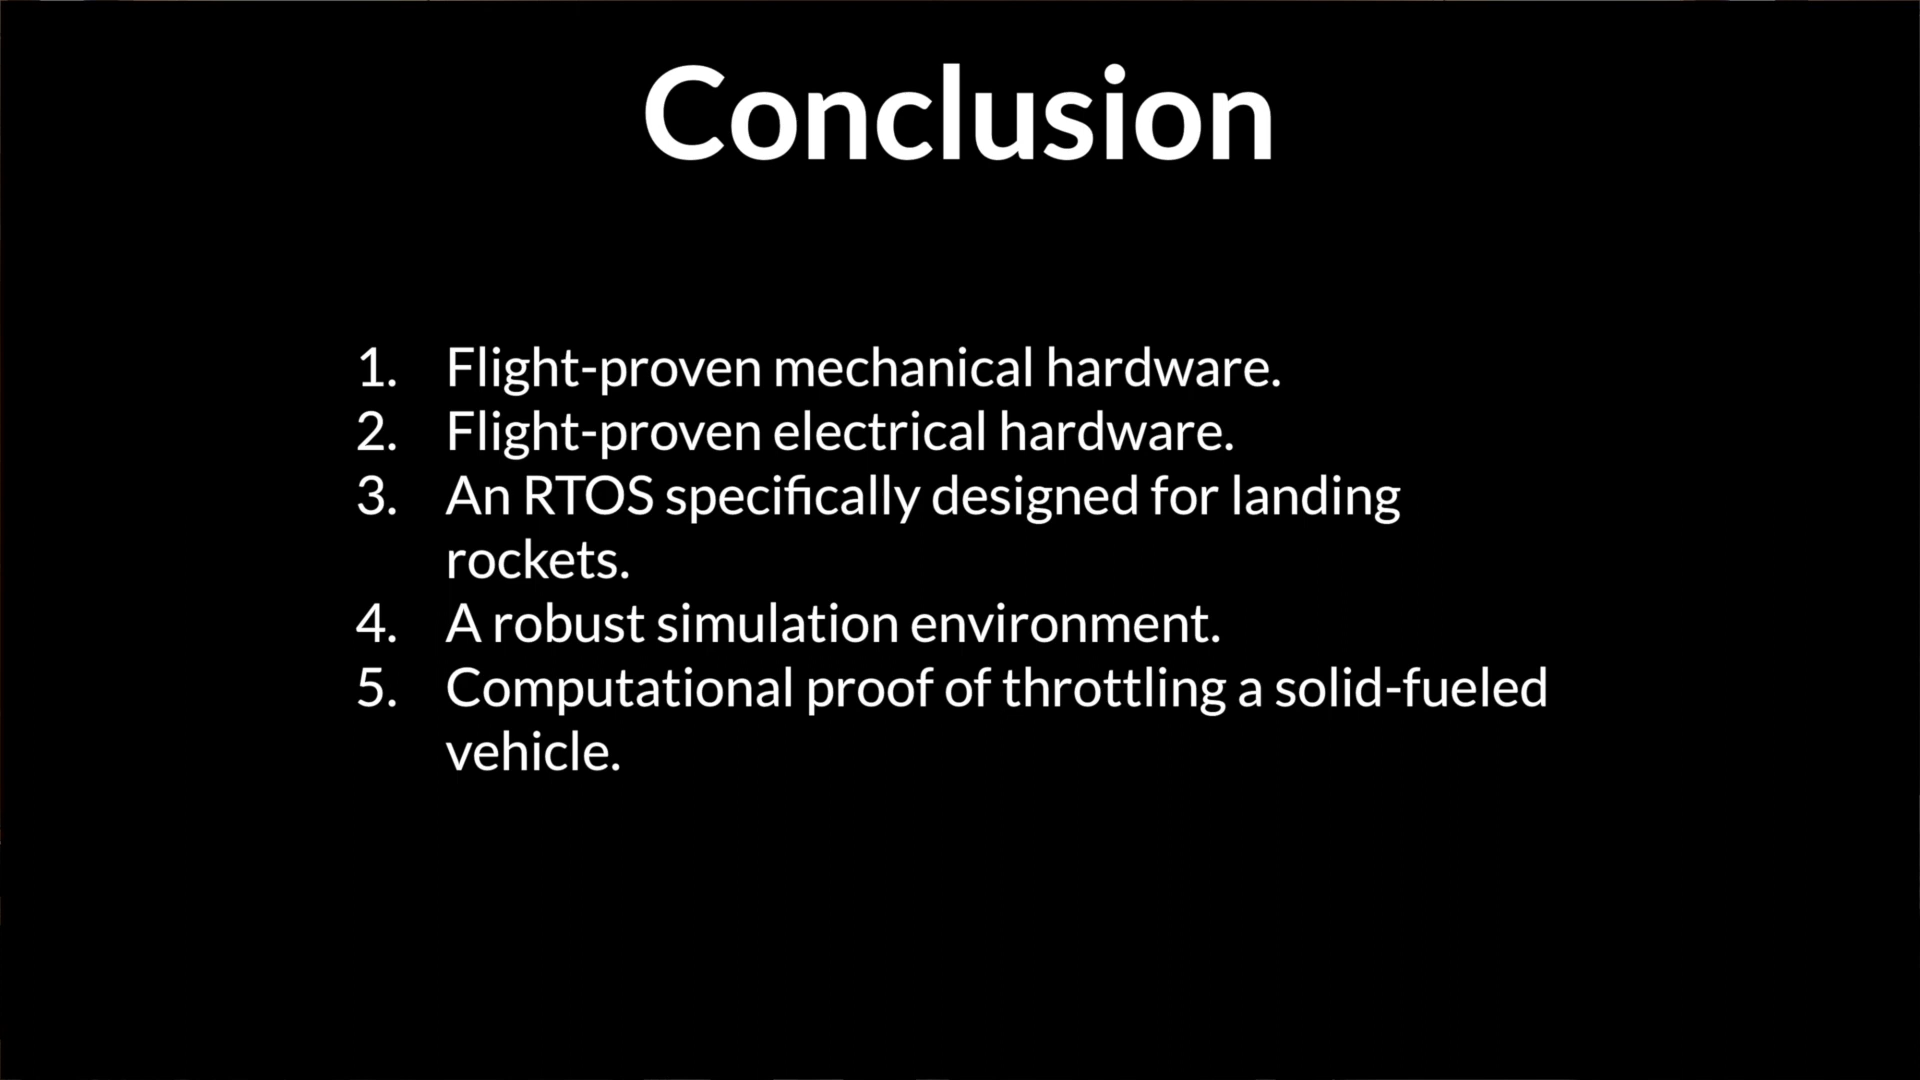 Conclusion
1. Flight-proven mechanical hardware.
2. Flight-proven electrical hardware.
3. An RTOS specifically designed for landing
rockets.
4. A robust simulation environment.
5. Computational proof of throttling a solid-fueled
vehicle.